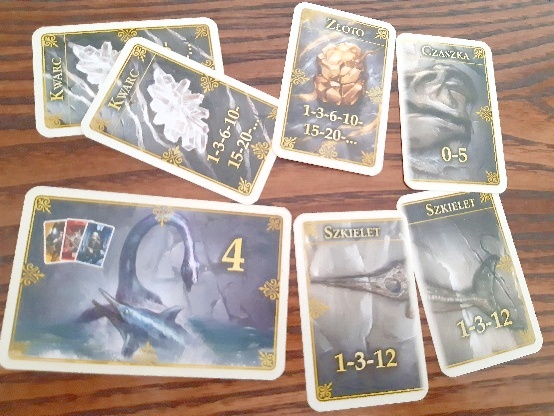 KWARC
KWARC
1-3-6-10-
15-20-...
ZŁOTO
1-3-6-10-
15-20-...
CZASZKA
0-5
4
SZKIELET
1-3-12
SZKIELET
1-3-12